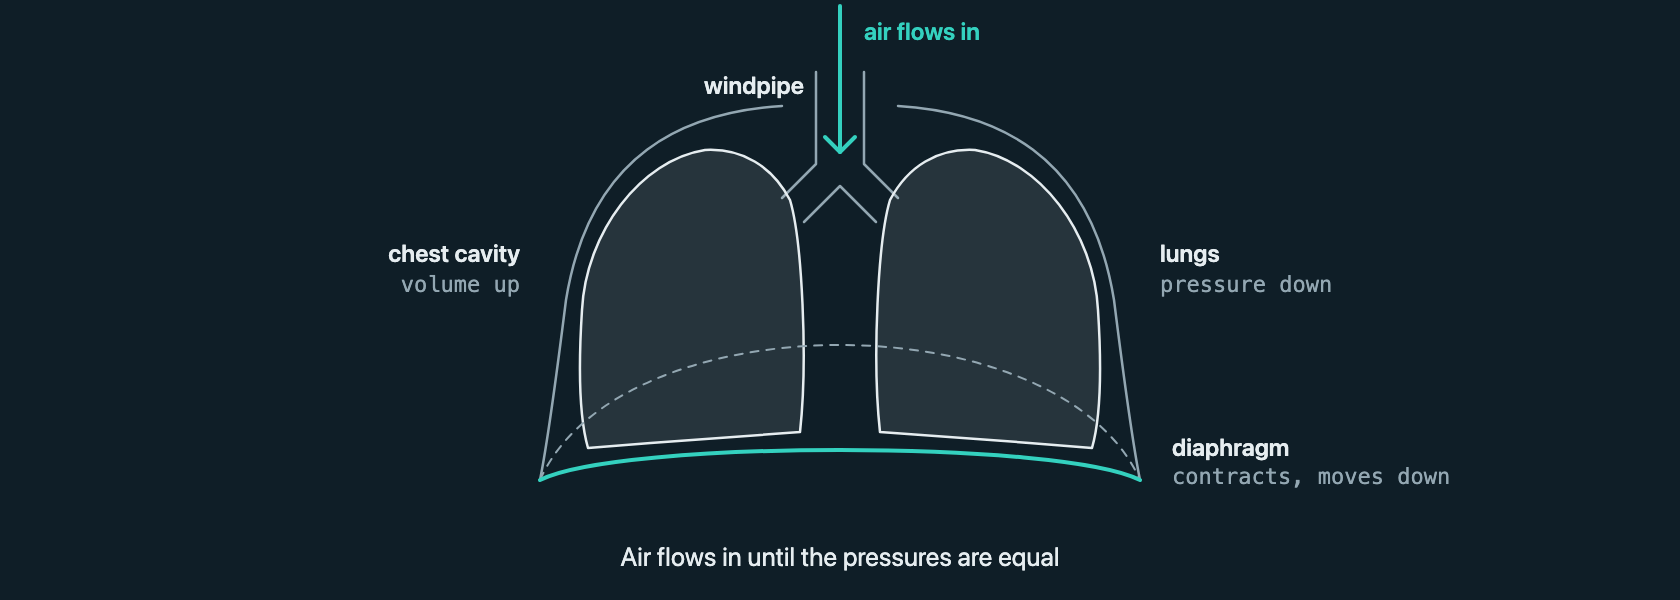 air flows in
windpipe
chest cavity
volume up
lungs
pressure down
diaphragm
contracts, moves down
Air flows in until the pressures are equal